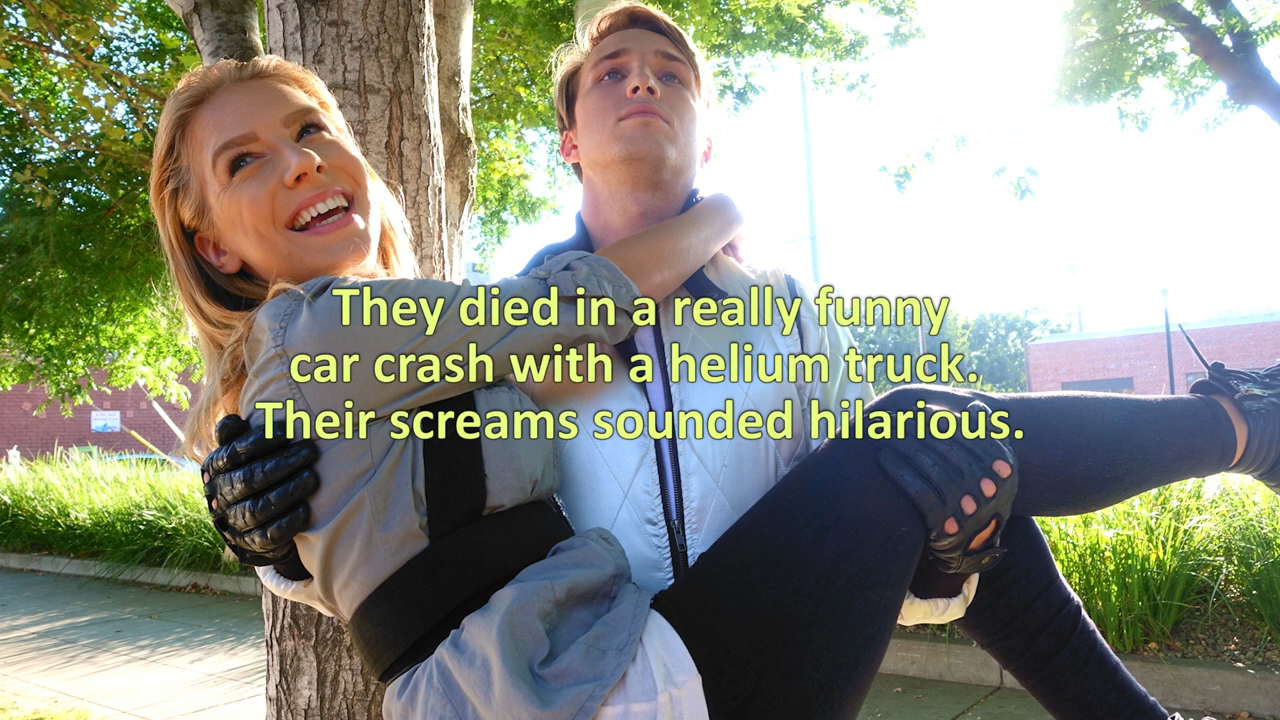 They died in a really funny
car crash with a helium truck.
Their screams sounded hilarious.